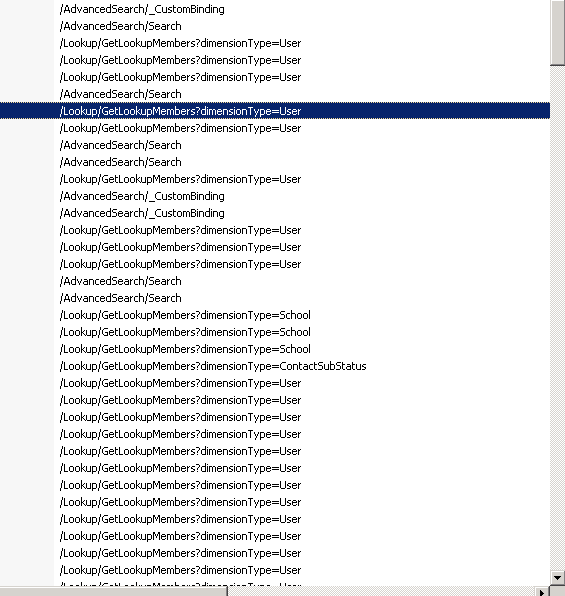 /AdvancedSearch/_CustomBinding
/AdvancedSearch/Search
/Lookup/GetLookupMembers?dimensionType=User
/Lookup/GetLookupMembers?dimensionType=User
/Lookup/GetLookupMembers?dimensionType=User
/AdvancedSearch/Search
/Lookup/GetLookupMembers?dimensionType=User
/Lookup/GetLookupMembers?dimensionType=User
/AdvancedSearch/Search
/AdvancedSearch/Search
/Lookup/GetLookupMembers?dimensionType=User
/AdvancedSearch/_CustomBinding
/AdvancedSearch/_CustomBinding
/Lookup/GetLookupMembers?dimensionType=User
/Lookup/GetLookupMembers?dimensionType=User
/Lookup/GetLookupMembers?dimensionType=User
/AdvancedSearch/Search
/AdvancedSearch/Search
/Lookup/GetLookupMembers?dimensionType=School
/Lookup/GetLookupMembers?dimensionType=School
/Lookup/GetLookupMembers?dimensionType=School
/Lookup/GetLookupMembers?dimensionType=ContactSubStatus
/Lookup/GetLookupMembers?dimensionType=User
/Lookup/GetLookupMembers?dimensionType=User
/Lookup/GetLookupMembers?dimensionType=User
/Lookup/GetLookupMembers?dimensionType=User
/Lookup/GetLookupMembers?dimensionType=User
/Lookup/GetLookupMembers?dimensionType=User
/Lookup/GetLookupMembers?dimensionType=User
/Lookup/GetLookupMembers?dimensionType=User
/Lookup/GetLookupMembers?dimensionType=User
/Lookup/GetLookupMembers?dimensionType=User
/Lookup/GetLookupMembers?dimensionType=User
/Lookup/GetLookupMembers?dimensionType=User
/Lookup/GetLookupMembers?dimensionType=User